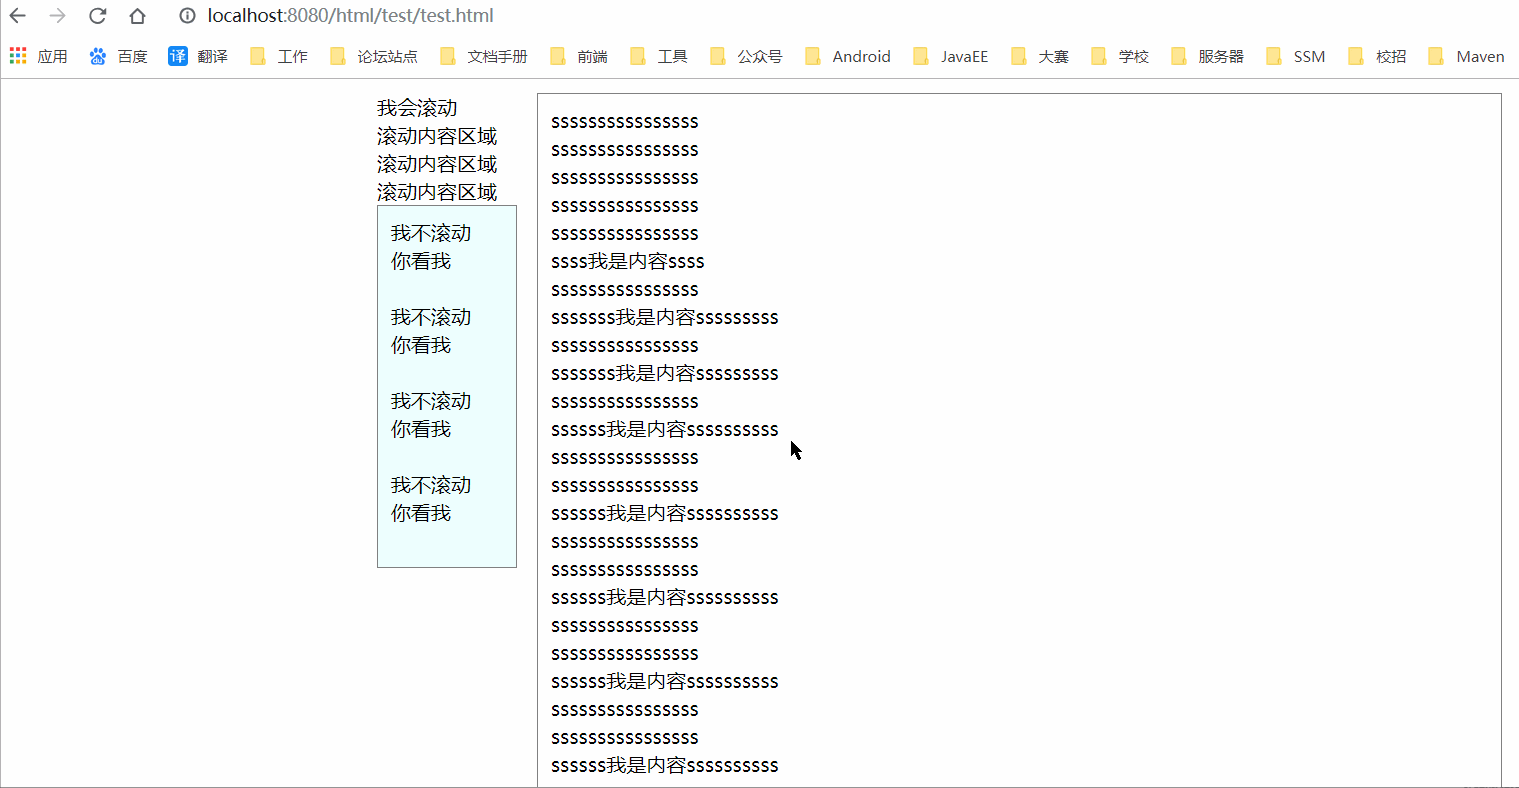 localhost:8080/html/test/test.html
应用 百度 译 翻译 工作 论坛站点 文档手册 前端 工具 公众号 Android JavaEE 大赛 学校 服务器 SSM 校招 Maven
我会滚动
滚动内容区域
滚动内容区域
滚动内容区域
我不滚动
你看我
我不滚动
你看我
我不滚动
你看我
我不滚动
你看我
ssssssssssssssss
ssssssssssssssss
ssssssssssssssss
ssssssssssssssss
ssssssssssssssss
ssss我是内容ssss
ssssssssssssssss
sssssss我是内容sssssssss
ssssssssssssssss
sssssss我是内容sssssssss
ssssssssssssssss
ssssss我是内容ssssssssss
ssssssssssssssss
ssssssssssssssss
ssssss我是内容ssssssssss
ssssssssssssssss
ssssssssssssssss
ssssss我是内容ssssssssss
ssssssssssssssss
ssssssssssssssss
ssssss我是内容ssssssssss
ssssssssssssssss
ssssssssssssssss
ssssss我是内容ssssssssss